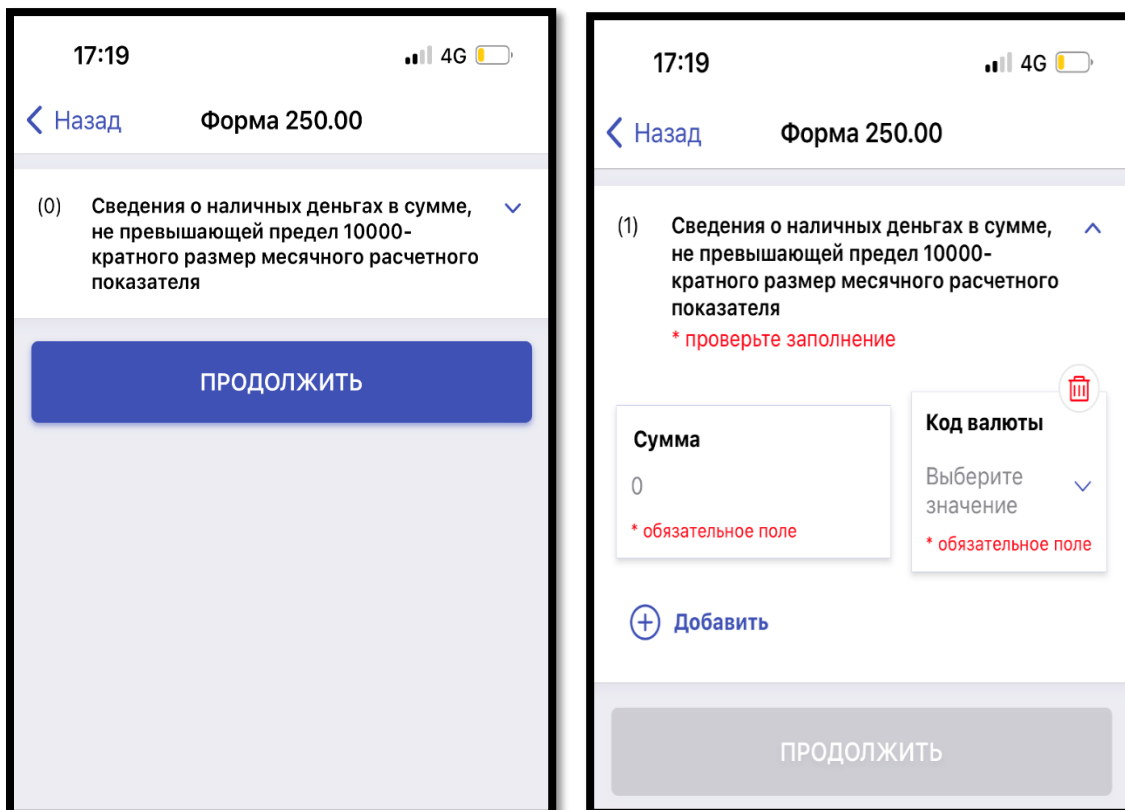 17:19
4G
Назад
Форма 250.00
(0)
Сведения о наличных деньгах в сумме,
не превышающей предел 10000-
кратного размер месячного расчетного
показателя
ПРОДОЛЖИТЬ
17:19
4G
Назад
Форма 250.00
(1)
Сведения о наличных деньгах в сумме,
не превышающей предел 10000-
кратного размер месячного расчетного
показателя
* проверьте заполнение
Сумма
0
* обязательное поле
Код валюты
Выберите
значение
* обязательное поле
Добавить
ПРОДОЛЖИТЬ